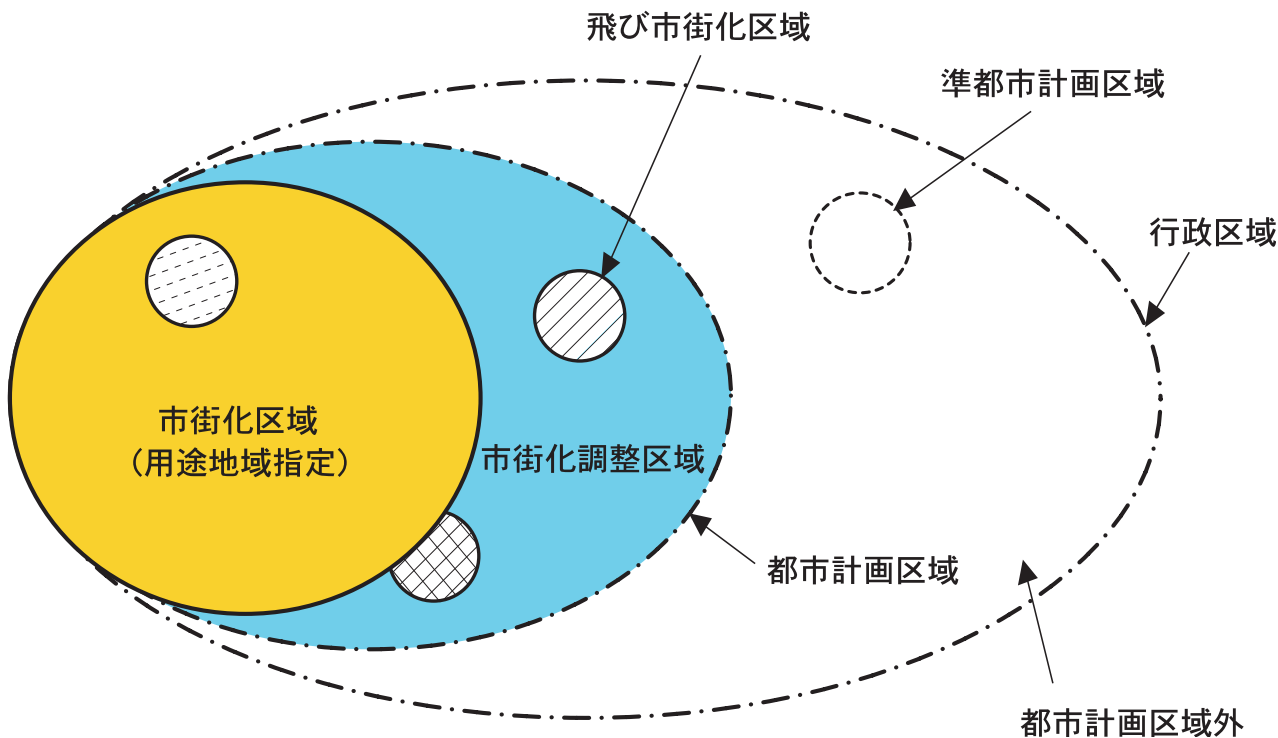 飛び市街化区域
準都市計画区域
行政区域
市街化区域
（用途地域指定）
市街化調整区域
都市計画区域
都市計画区域外